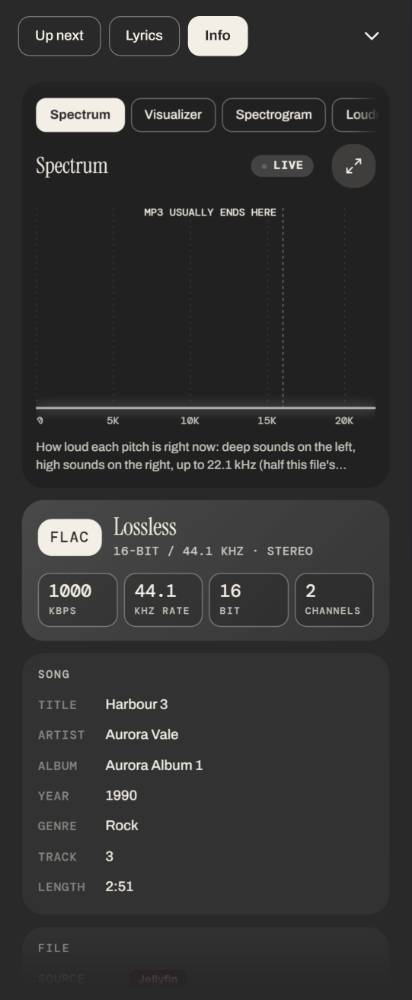 Up next Lyrics Info
Spectrum Visualizer Spectrogram Loud
Spectrum LIVE
MP3 USUALLY ENDS HERE
0 5K 10K 15K 20K
How loud each pitch is right now: deep sounds on the left,
high sounds on the right, up to 22.1 kHz (half this file's...
FLAC Lossless
16-BIT / 44.1 KHZ · STEREO
1000 44.1 16 2
KBPS KHZ RATE BIT CHANNELS
SONG
TITLE Harbour 3
ARTIST Aurora Vale
ALBUM Aurora Album 1
YEAR 1990
GENRE Rock
TRACK 3
LENGTH 2:51
FILE
SOURCE Jellyfin